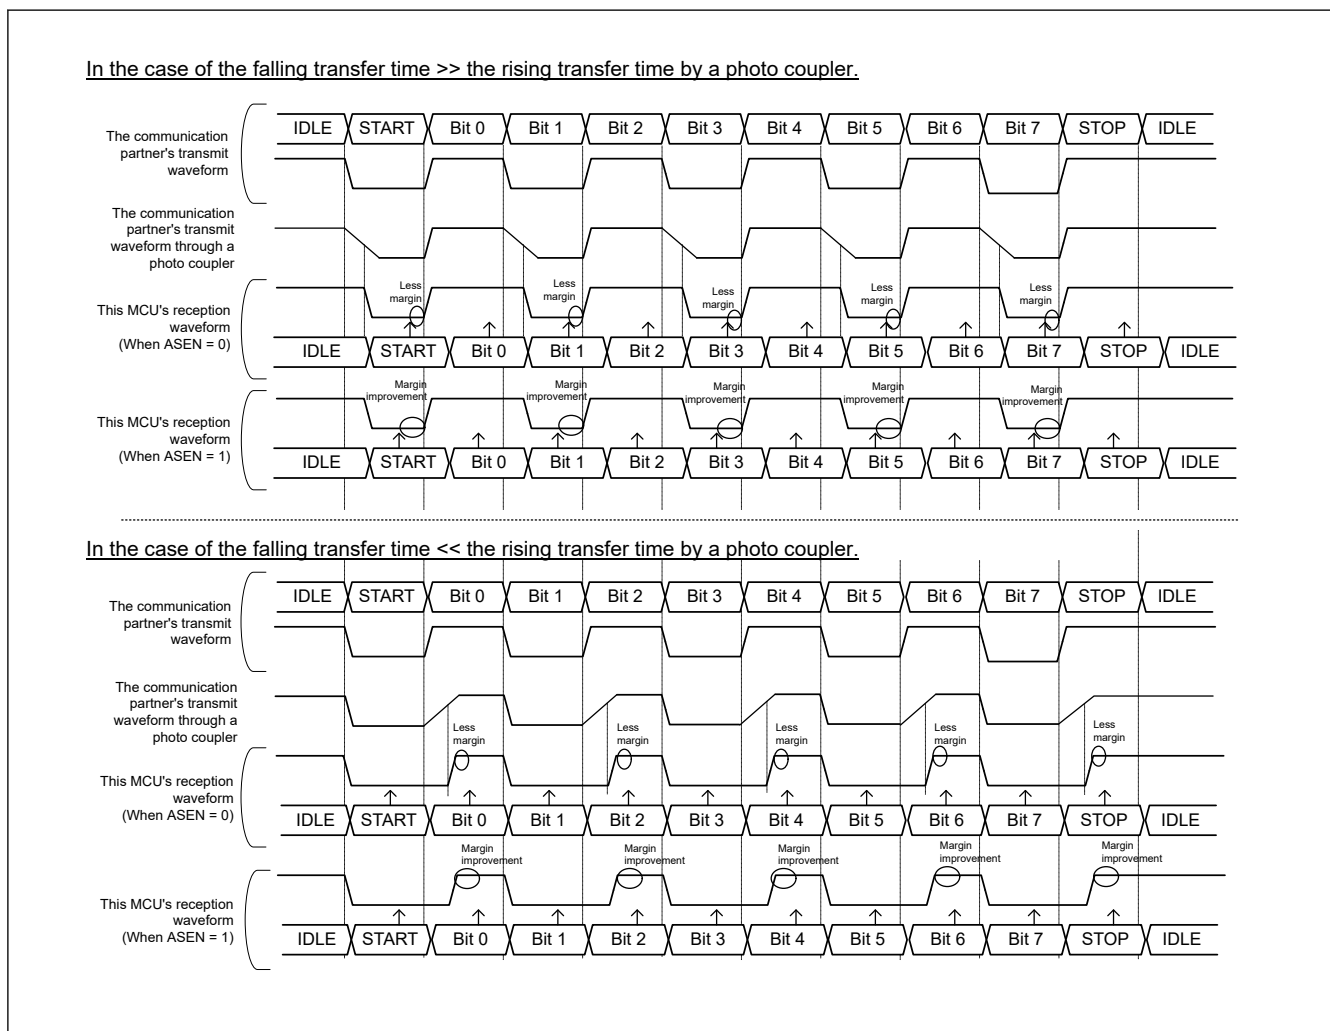 In the case of the falling transfer time >> the rising transfer time by a photo coupler.
The communication
partner's transmit
waveform
IDLE START Bit 0 Bit 1 Bit 2 Bit 3 Bit 4 Bit 5 Bit 6 Bit 7 STOP IDLE
The communication
partner's transmit
waveform through a
photo coupler
This MCU's reception
waveform
(When ASEN = 0)
Less
margin
Less
margin
Less
margin
Less
margin
Less
margin
IDLE START Bit 0 Bit 1 Bit 2 Bit 3 Bit 4 Bit 5 Bit 6 Bit 7 STOP IDLE
This MCU's reception
waveform
(When ASEN = 1)
Margin
improvement
Margin
improvement
Margin
improvement
Margin
improvement
Margin
improvement
IDLE START Bit 0 Bit 1 Bit 2 Bit 3 Bit 4 Bit 5 Bit 6 Bit 7 STOP IDLE
In the case of the falling transfer time << the rising transfer time by a photo coupler.
The communication
partner's transmit
waveform
IDLE START Bit 0 Bit 1 Bit 2 Bit 3 Bit 4 Bit 5 Bit 6 Bit 7 STOP IDLE
The communication
partner's transmit
waveform through a
photo coupler
Less
margin
Less
margin
Less
margin
Less
margin
Less
margin
This MCU's reception
waveform
(When ASEN = 0)
IDLE START Bit 0 Bit 1 Bit 2 Bit 3 Bit 4 Bit 5 Bit 6 Bit 7 STOP IDLE
Margin
improvement
Margin
improvement
Margin
improvement
Margin
improvement
Margin
improvement
This MCU's reception
waveform
(When ASEN = 1)
IDLE START Bit 0 Bit 1 Bit 2 Bit 3 Bit 4 Bit 5 Bit 6 Bit 7 STOP IDLE